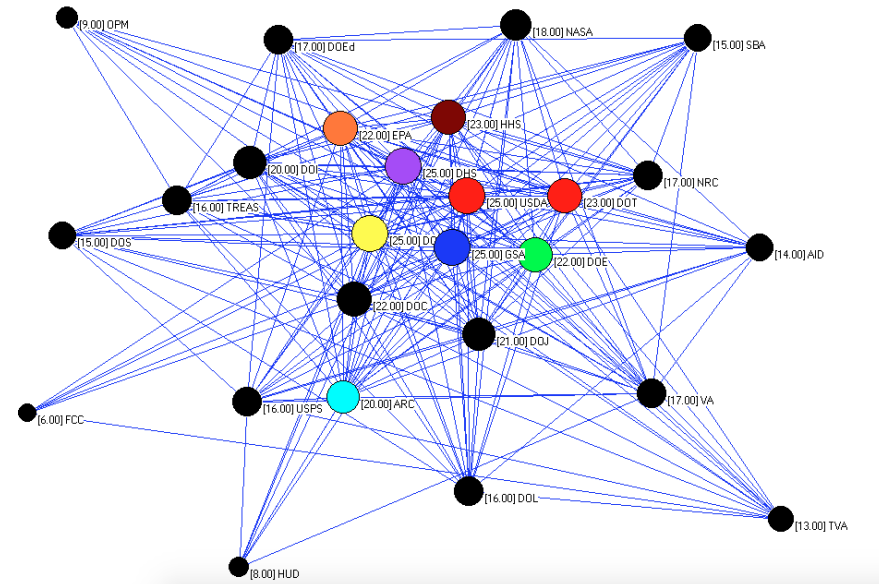 [9.00] OPM
[17.00] DOEd
[18.00] NASA
[15.00] SBA
[22.00] EPA
[23.00] HHS
[20.00] DOI
[25.00] DHS
[17.00] NRC
[16.00] TREAS
[25.00] USDA
[23.00] DOT
[15.00] DOS
[25.00]
[25.00] GSA
[22.00] DOE
[14.00] AID
[22.00] DOC
[21.00] DOJ
[16.00] USPS
[20.00] ARC
[17.00] VA
[6.00] FCC
[16.00] DOL
[13.00] TVA
[8.00] HUD